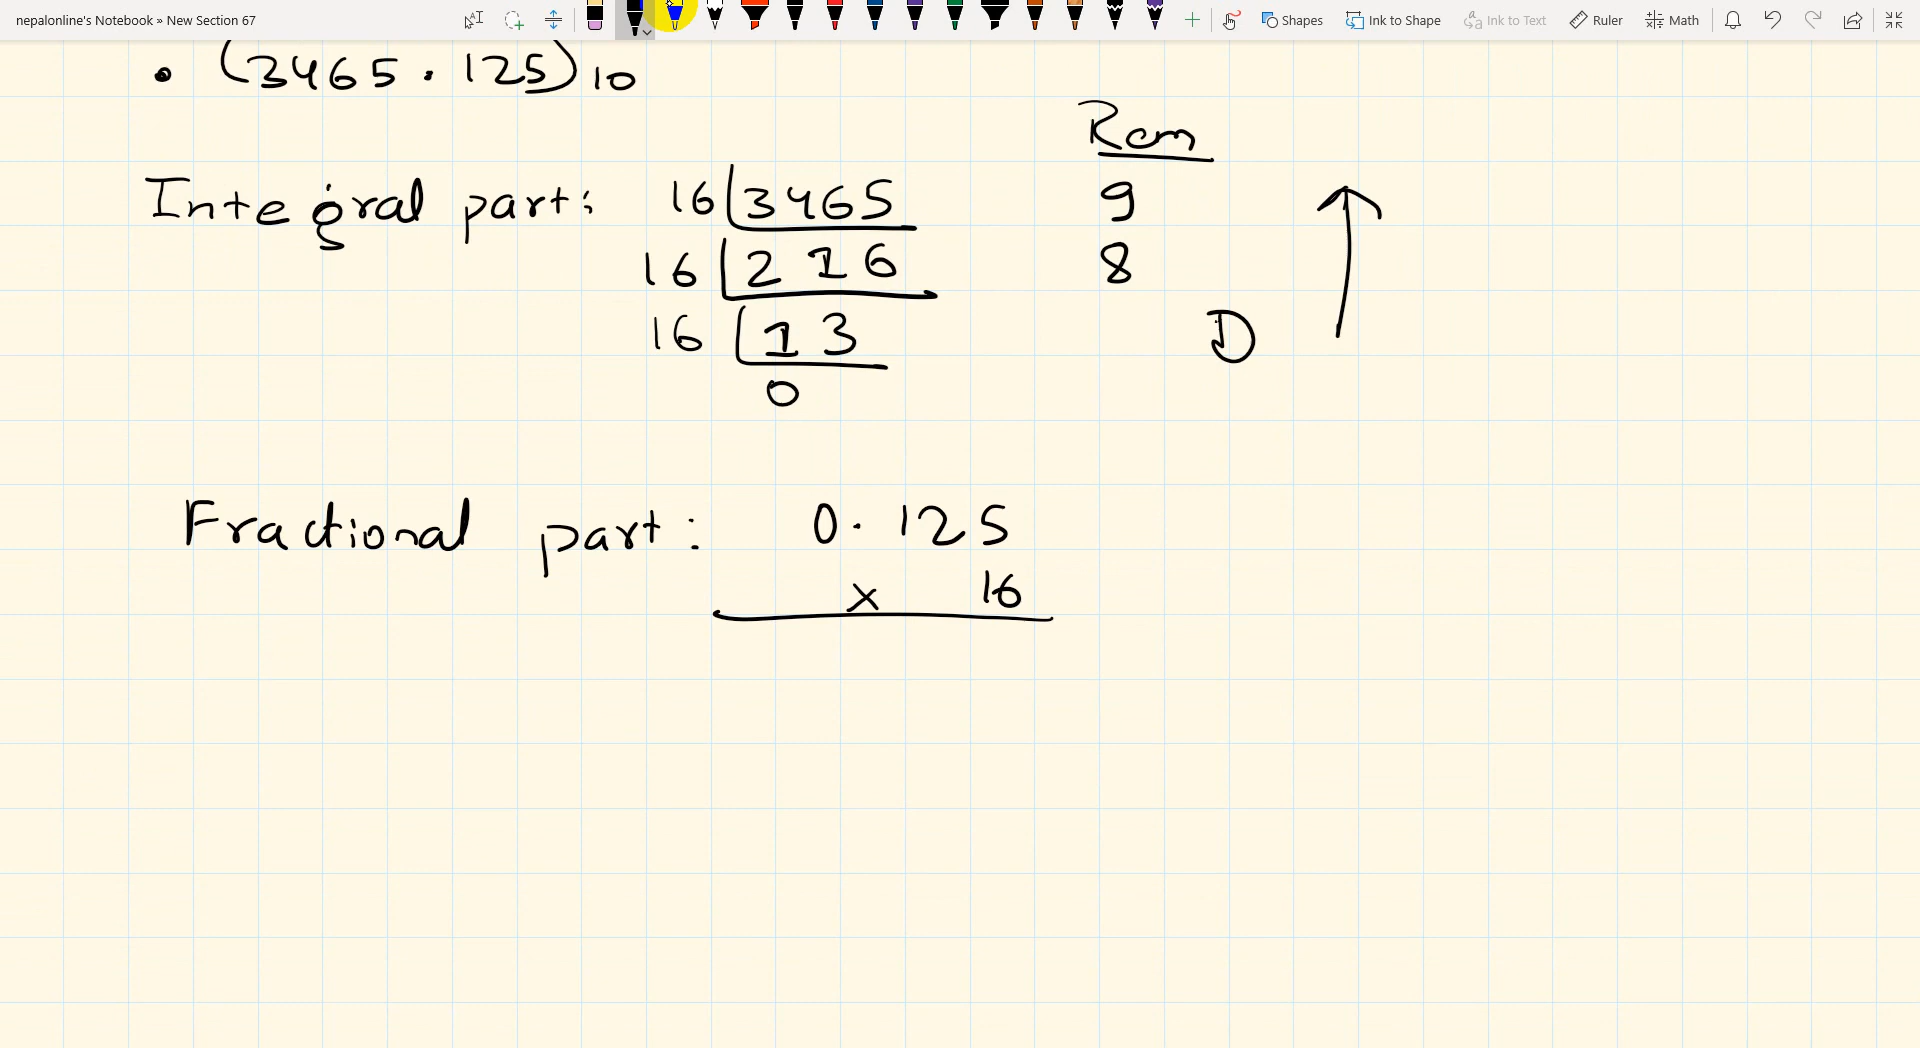 nepalonline's Notebook » New Section 67
Shapes Ink to Shape Ink to Text Ruler Math
• (3465.125)10
Rem
Integral part: 16 3465 9
16 216 8
16 13 D
0
Fractional part: 0.125
x 16